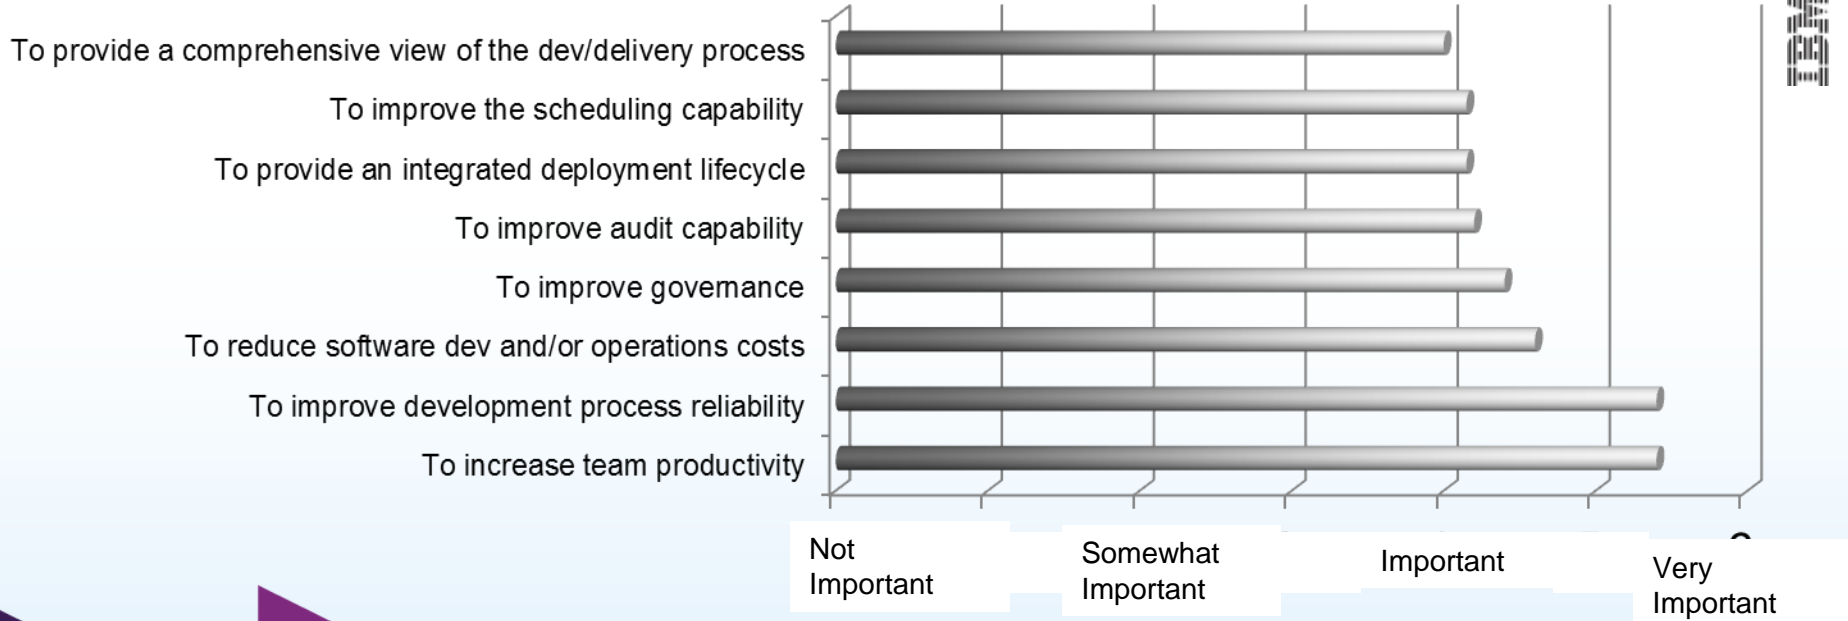 IBM
To provide a comprehensive view of the dev/delivery process
To improve the scheduling capability
To provide an integrated deployment lifecycle
To improve audit capability
To improve governance
To reduce software dev and/or operations costs
To improve development process reliability
To increase team productivity
Not
Important
Somewhat
Important
Important
Very
Important